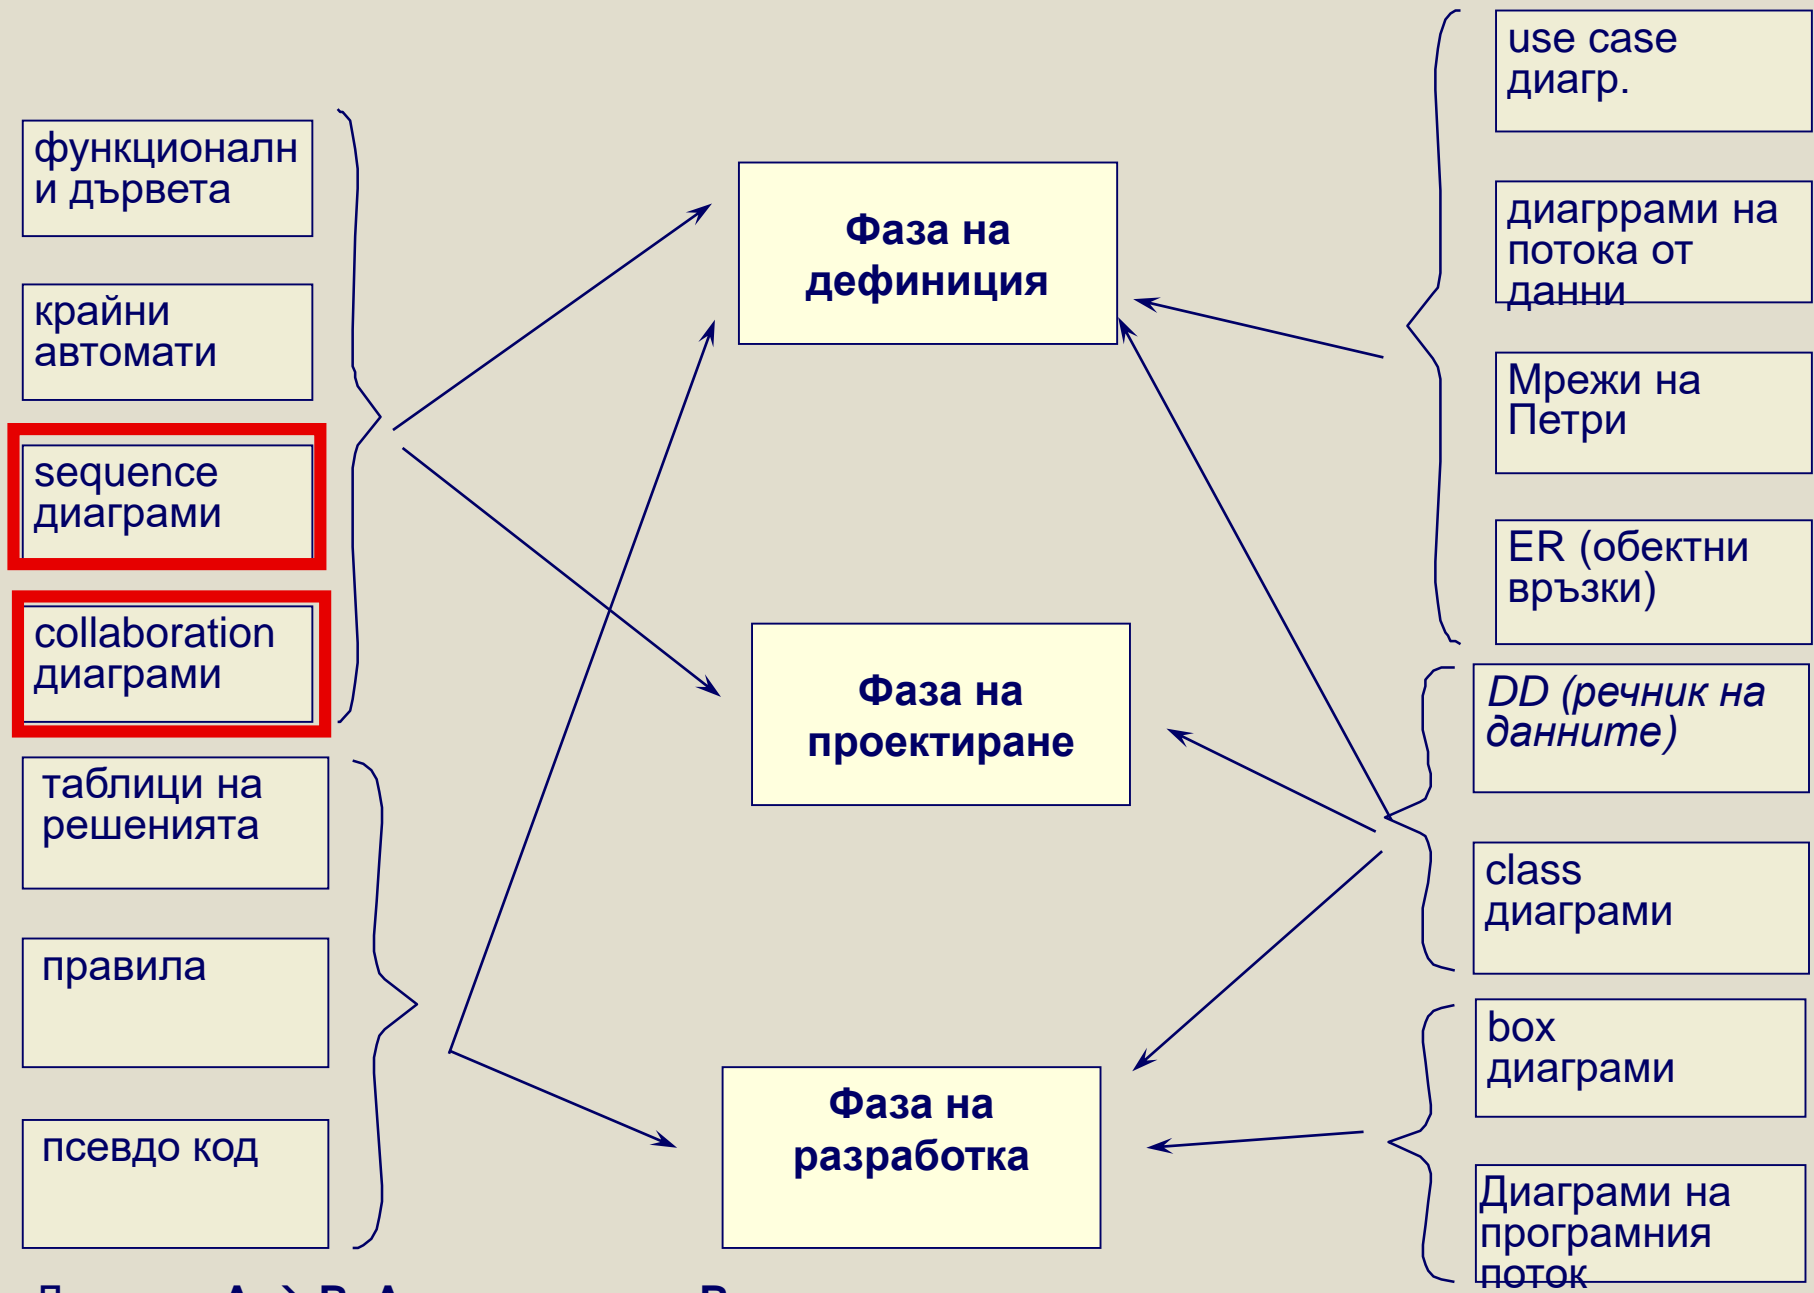 функционалн
и дървета
крайни
автомати
sequence
диаграми
collaboration
диаграми
таблици на
решенията
правила
псевдо код
Фаза на
дефиниция
Фаза на
проектиране
Фаза на
разработка
use case
диагр.
диагррами на
потока от
данни
Мрежи на
Петри
ER (обектни
връзки)
DD (речник на
данните)
class
диаграми
box
диаграми
Диаграми на
програмния
поток